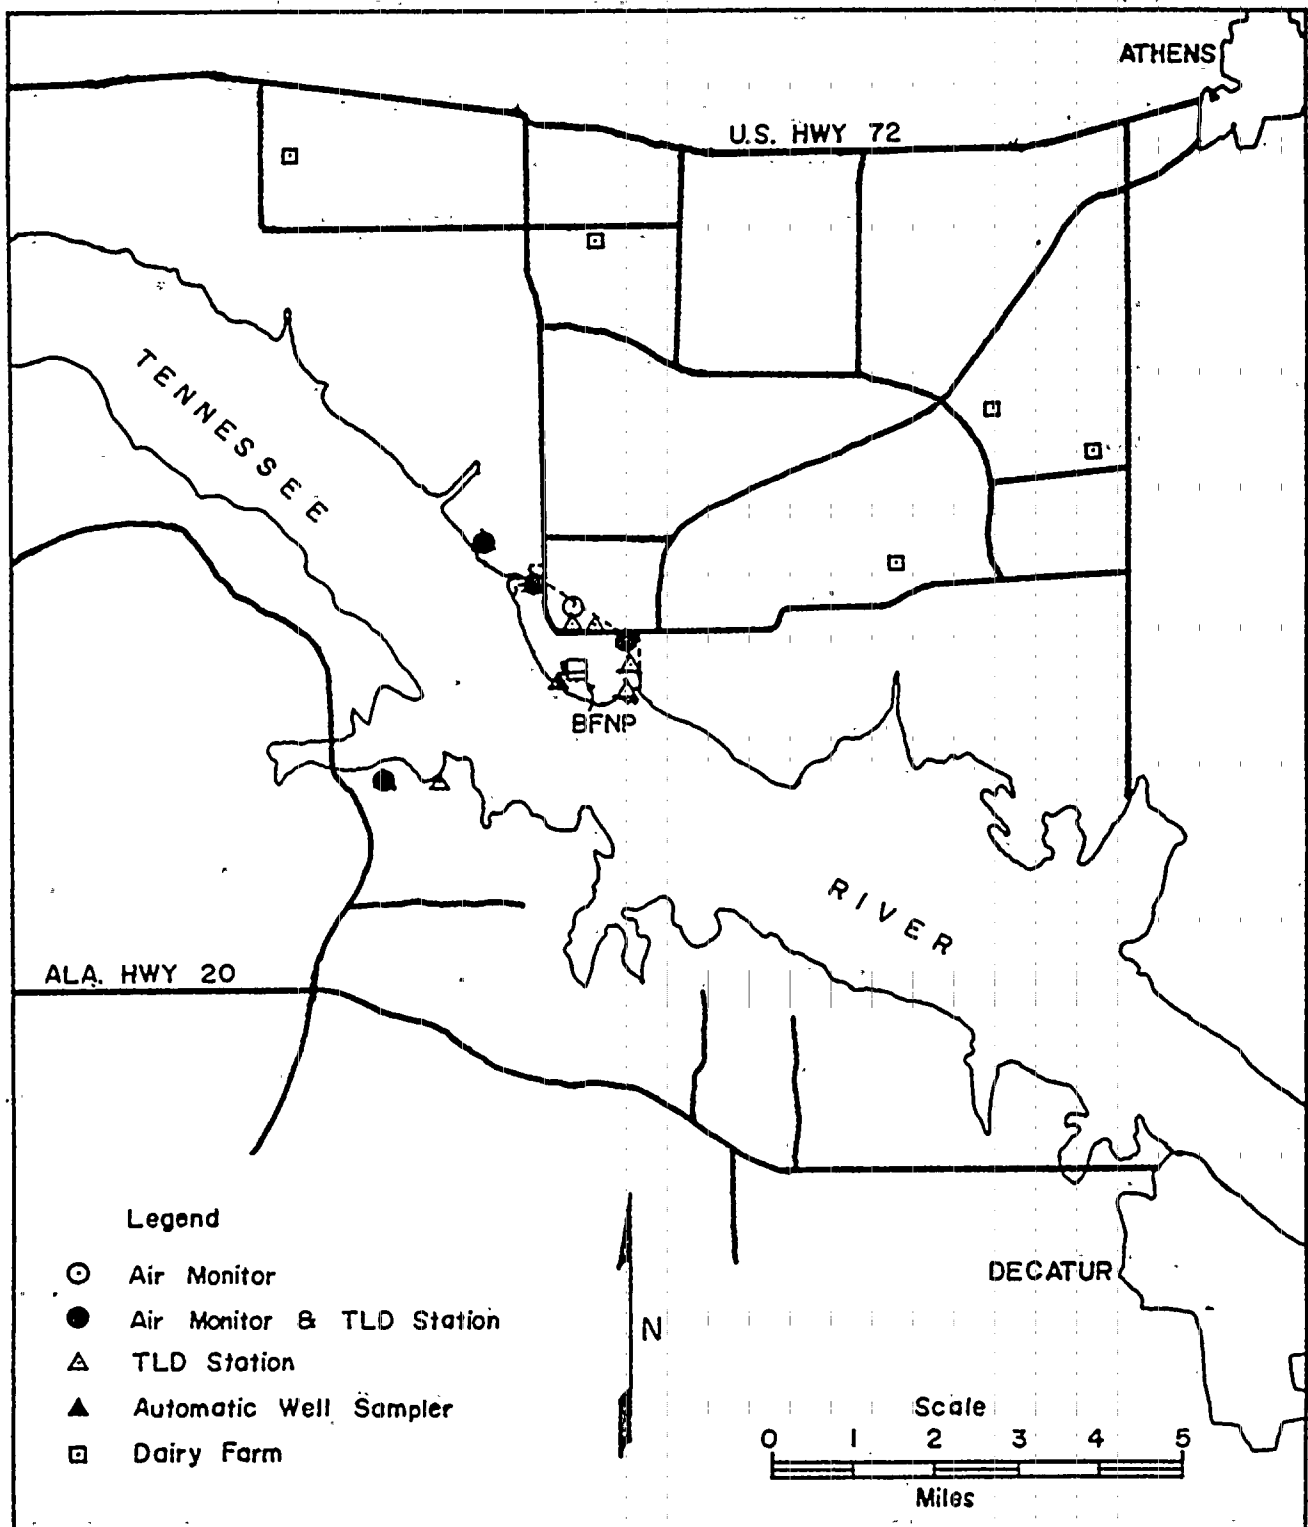 ATHENS
U.S. HWY 72
TENNESSEE
BFNP
RIVER
ALA. HWY 20
Legend
Air Monitor
Air Monitor & TLD Station
TLD Station
Automatic Well Sampler
Dairy Farm
N
DECATUR
Scale
0 1 2 3 4 5
Miles